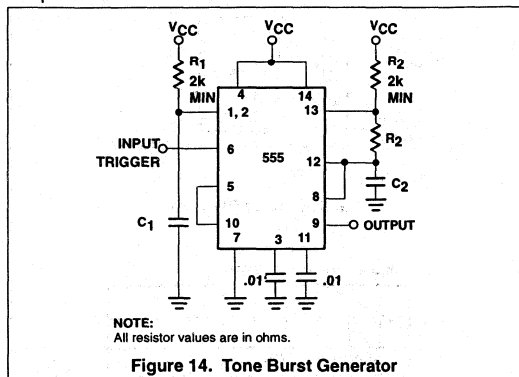 VCC VCC VCC
R1 R2
2k 2k
MIN MIN
4 14
1, 2 13
INPUT
TRIGGER
6 555 R2
12
5 8 C2
C1 10 9 OUTPUT
7 3 11
.01 .01
NOTE:
All resistor values are in ohms.
Figure 14. Tone Burst Generator